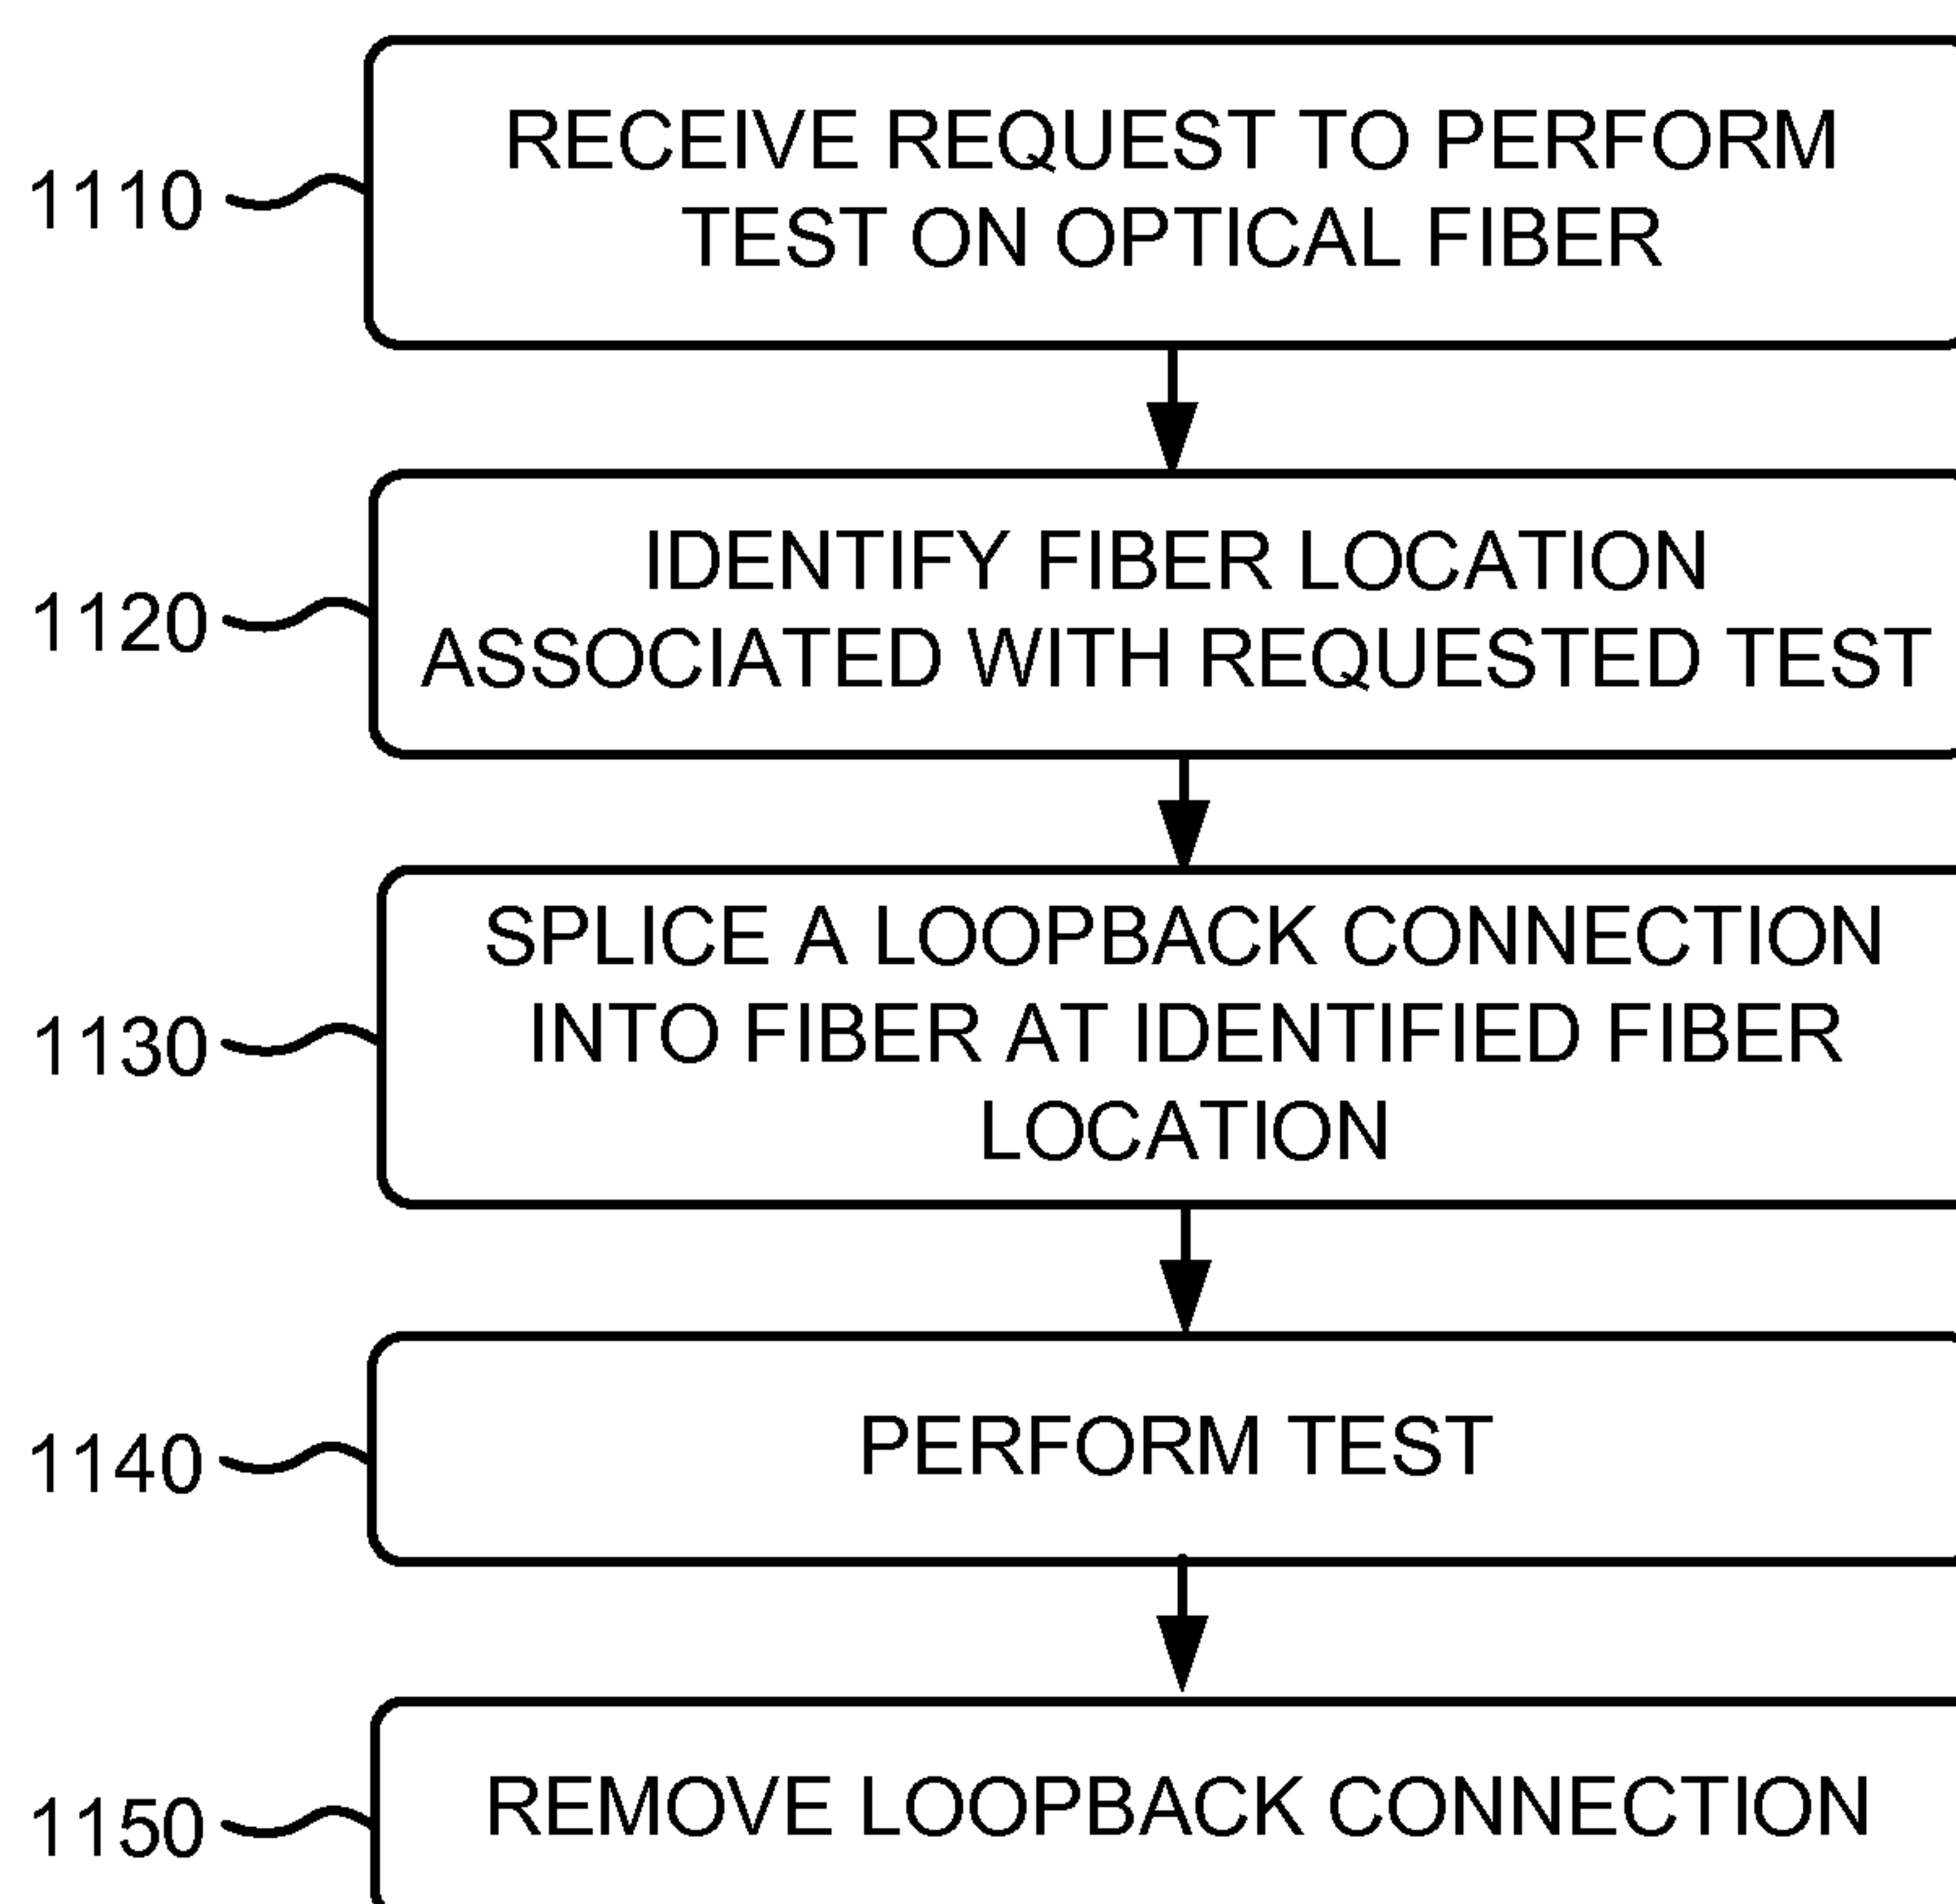 1110
RECEIVE REQUEST TO PERFORM
TEST ON OPTICAL FIBER
1120
IDENTIFY FIBER LOCATION
ASSOCIATED WITH REQUESTED TEST
1130
SPLICE A LOOPBACK CONNECTION
INTO FIBER AT IDENTIFIED FIBER
LOCATION
1140
PERFORM TEST
1150
REMOVE LOOPBACK CONNECTION